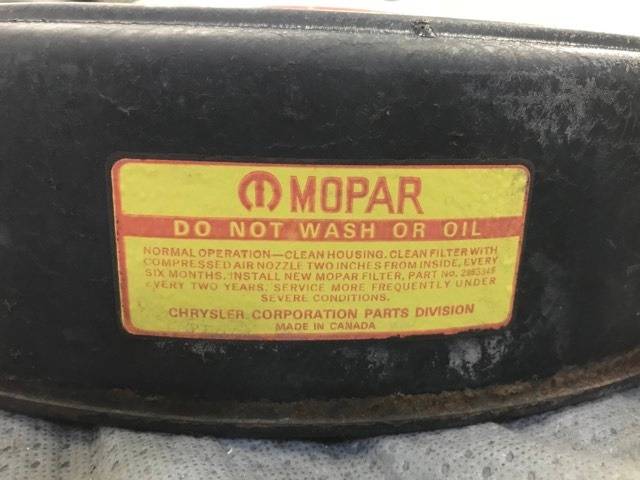 MOPAR
DO NOT WASH OR OIL
NORMAL OPERATION—CLEAN HOUSING. CLEAN FILTER WITH
COMPRESSED AIR NOZZLE TWO INCHES FROM INSIDE, EVERY
SIX MONTHS. INSTALL NEW MOPAR FILTER, PART NO.
EVERY TWO YEARS. SERVICE MORE FREQUENTLY UNDER
SEVERE CONDITIONS.
CHRYSLER CORPORATION PARTS DIVISION
MADE IN CANADA